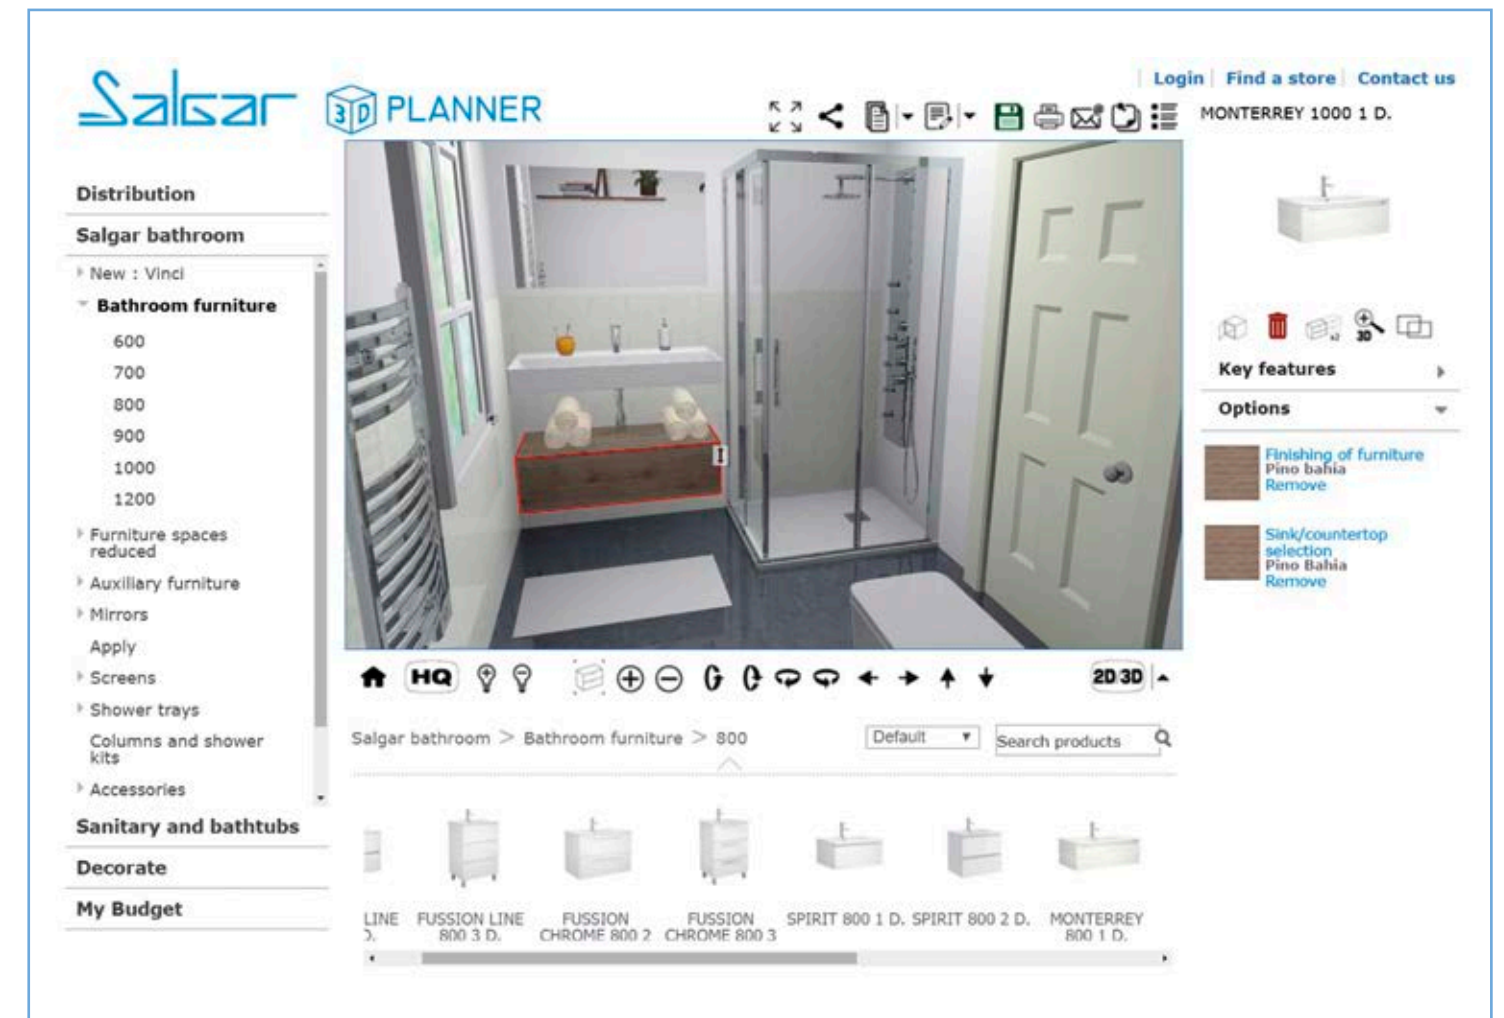 Salgar
3D PLANNER
Login
Find a store
Contact us
MONTERREY 1000 1 D.
Distribution
Salgar bathroom
New : Vinci
Bathroom furniture
600
700
800
900
1000
1200
Furniture spaces
reduced
Auxiliary furniture
Mirrors
Apply
Screens
Shower trays
Columns and shower
kits
Accessories
Sanitary and bathtubs
Decorate
My Budget
x2
3D
Key features
Options
Finishing of furniture
Pino bahia
Remove
Sink/countertop
selection
Pino Bahia
Remove
HQ
2D 3D
Salgar bathroom > Bathroom furniture > 800
Default
Search products
LINE
D.
FUSSION LINE
800 3 D.
FUSSION
CHROME 800 2
FUSSION
CHROME 800 3
SPIRIT 800 1 D.
SPIRIT 800 2 D.
MONTERREY
800 1 D.